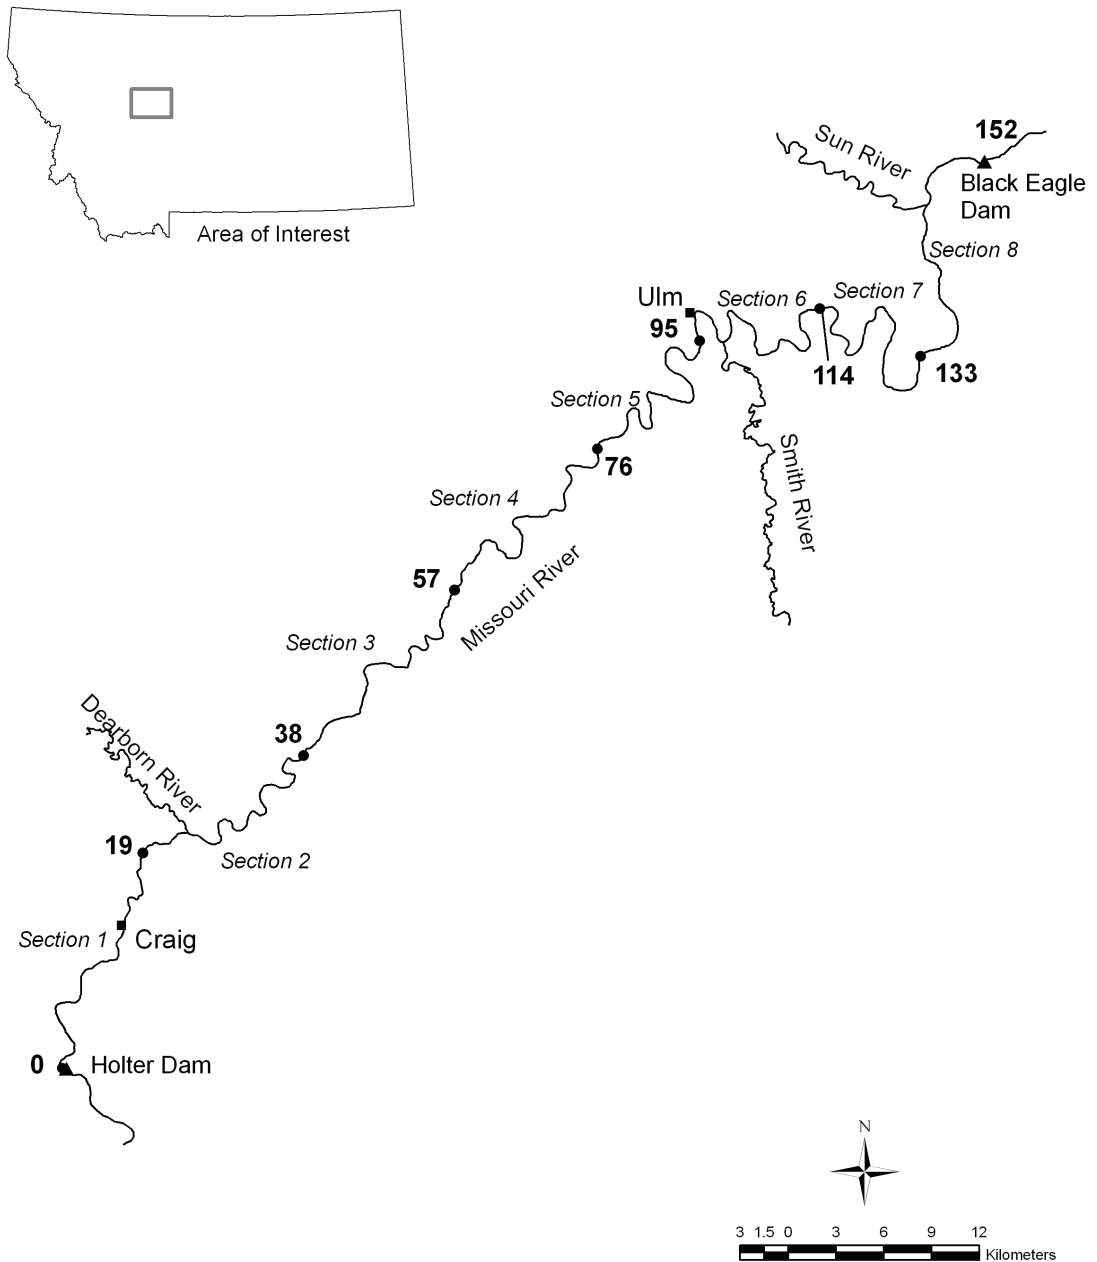 Area of Interest
152
Sun River
Black Eagle
Dam
Section 8
Ulm
Section 6
Section 7
95
114
133
Section 5
76
Smith River
Section 4
57
Missouri River
Section 3
Dearborn River
38
19
Section 2
Section 1
Craig
0
Holter Dam
N
3 1.5 0 3 6 9 12
Kilometers